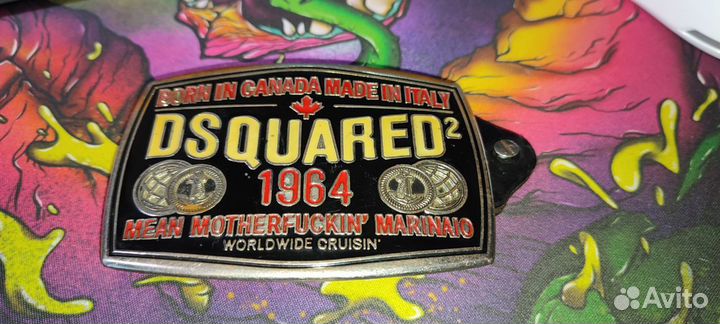 BORN IN CANADA MADE IN ITALY
DSQUARED²
1964
MEAN MOTHERFUCKIN' MARINAIO
WORLDWIDE CRUISIN'
Avito